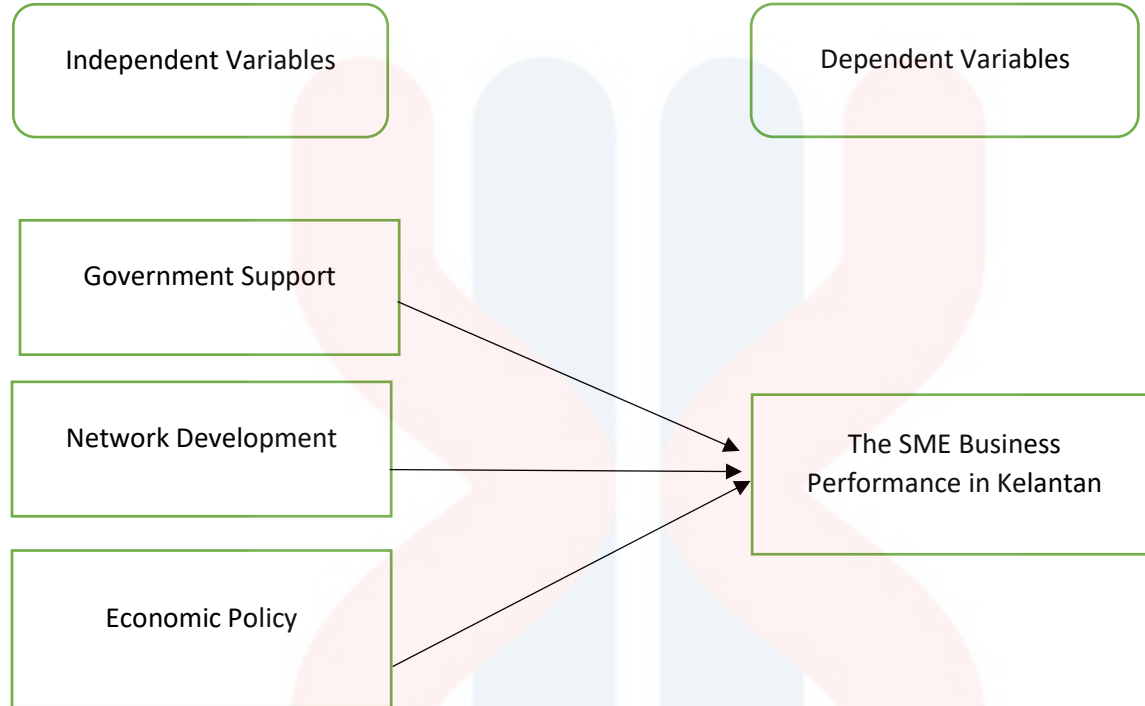 Independent Variables
Dependent Variables
Government Support
Network Development
The SME Business
Performance in Kelantan
Economic Policy